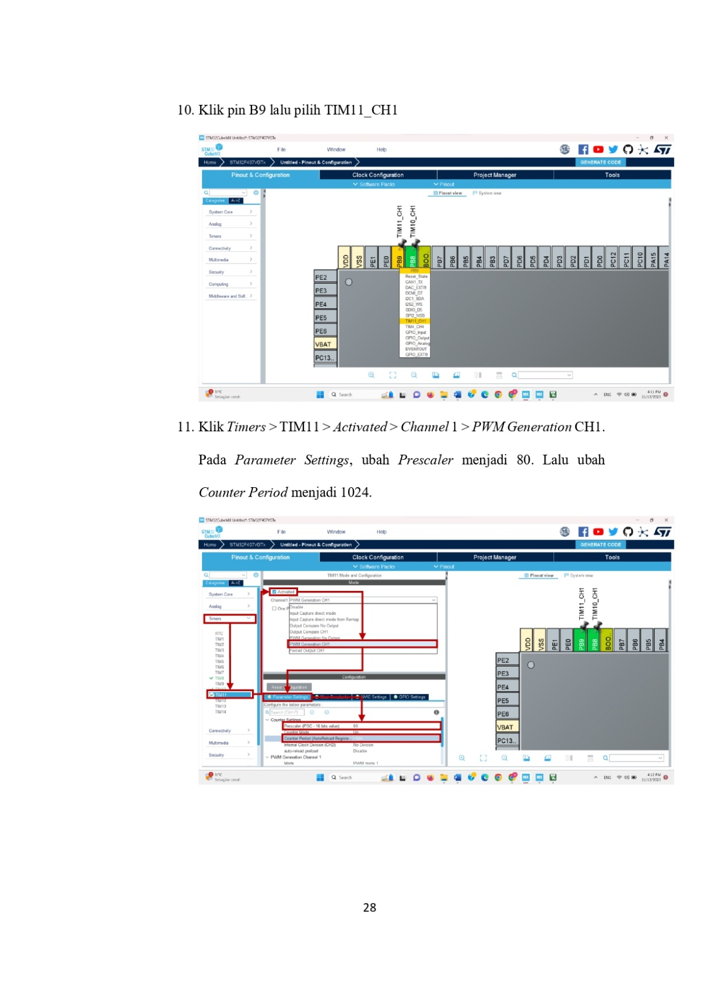 10. Klik pin B9 lalu pilih TIM11_CH1
STM32CubeMX Untitled*: STM32F407VGTx
STM32 CubeMX
File Window Help
Home STM32F407VGTx Untitled - Pinout & Configuration GENERATE CODE
Pinout & Configuration Clock Configuration Project Manager Tools
Software Packs Pinout
Pinout view System view
Categories A->Z
System Core
Analog
Timers
Connectivity
Multimedia
Security
Computing
Middleware and Soft..
TIM11_CH1 TIM10_CH1
VDD VSS PE1 PE0 PB9 PB8 BOO.. PB7 PB6 PB5 PB4 PB3 PD7 PD6 PD5 PD4 PD3 PD2 PD1 PD0 PC12 PC11 PC10 PA15 PA14
PE2
PE3
PE4
PE5
PE6
VBAT
PC13..
PB9
Reset_State
CAN1_TX
DAC_EXTI9
DCMI_D7
I2C1_SDA
I2S2_WS
SDIO_D5
SPI2_NSS
TIM11_CH1
TIM4_CH4
GPIO_Input
GPIO_Output
GPIO_Analog
EVENTOUT
GPIO_EXTI9
31°C
Sebagian cerah
Search
ENG
4:11 PM
11/12/2023
11. Klik Timers > TIM11 > Activated > Channel 1 > PWM Generation CH1.
Pada Parameter Settings, ubah Prescaler menjadi 80. Lalu ubah
Counter Period menjadi 1024.
STM32CubeMX Untitled*: STM32F407VGTx
STM32 CubeMX
File Window Help
Home STM32F407VGTx Untitled - Pinout & Configuration GENERATE CODE
Pinout & Configuration Clock Configuration Project Manager Tools
Software Packs Pinout
Categories A->Z
System Core
Analog
Timers
RTC
TIM1
TIM2
TIM3
TIM4
TIM5
TIM6
TIM7
TIM8
TIM9
TIM11
TIM12
TIM13
TIM14
Connectivity
Multimedia
Security
TIM11 Mode and Configuration
Mode
Activated
Channel1 PWM Generation CH1
One P
Disable
Input Capture direct mode
Input Capture direct mode from Remap
Output Compare No Output
Output Compare CH1
PWM Generation No Output
PWM Generation CH1
Forced Output CH1
Configuration
Reset Configuration
Parameter Settings User Constants NVIC Settings GPIO Settings
Configure the below parameters :
Search (Ctrl+F)
Counter Settings
Prescaler (PSC - 16 bits value) 80
Counter Mode Up
Counter Period (AutoReload Registe... 1024
Internal Clock Division (CKD) No Division
auto-reload preload Disable
PWM Generation Channel 1
Mode PWM mode 1
Pinout view System view
TIM11_CH1 TIM10_CH1
VDD VSS PE1 PE0 PB9 PB8 BOO.. PB7 PB6 PB5 PB4
PE2
PE3
PE4
PE5
PE6
VBAT
PC13..
31°C
Sebagian cerah
Search
ENG
4:12 PM
11/12/2023
28